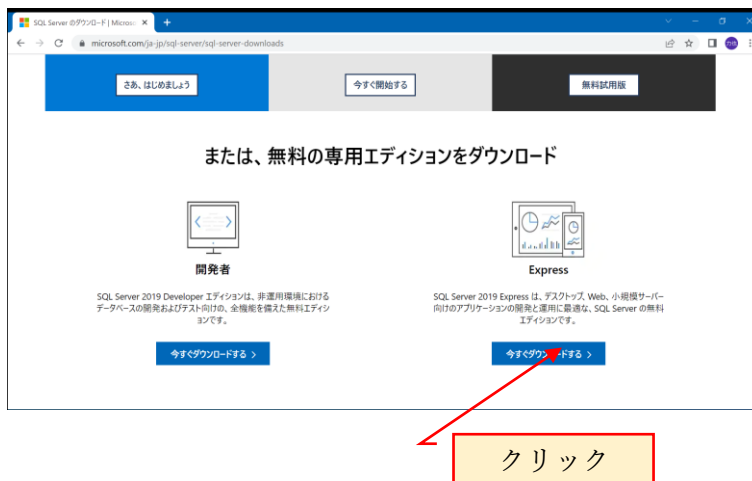 SQL Server のダウンロード | Microso
microsoft.com/ja-jp/sql-server/sql-server-downloads
さあ、はじめましょう
今すぐ開始する
無料試用版
または、無料の専用エディションをダウンロード
開発者
SQL Server 2019 Developer エディションは、非運用環境における
データベースの開発およびテスト向けの、全機能を備えた無料エディシ
ョンです。
今すぐダウンロードする
Express
SQL Server 2019 Express は、デスクトップ、Web、小規模サーバー
向けのアプリケーションの開発と運用に最適な、SQL Server の無料
エディションです。
今すぐダウンロードする
クリック